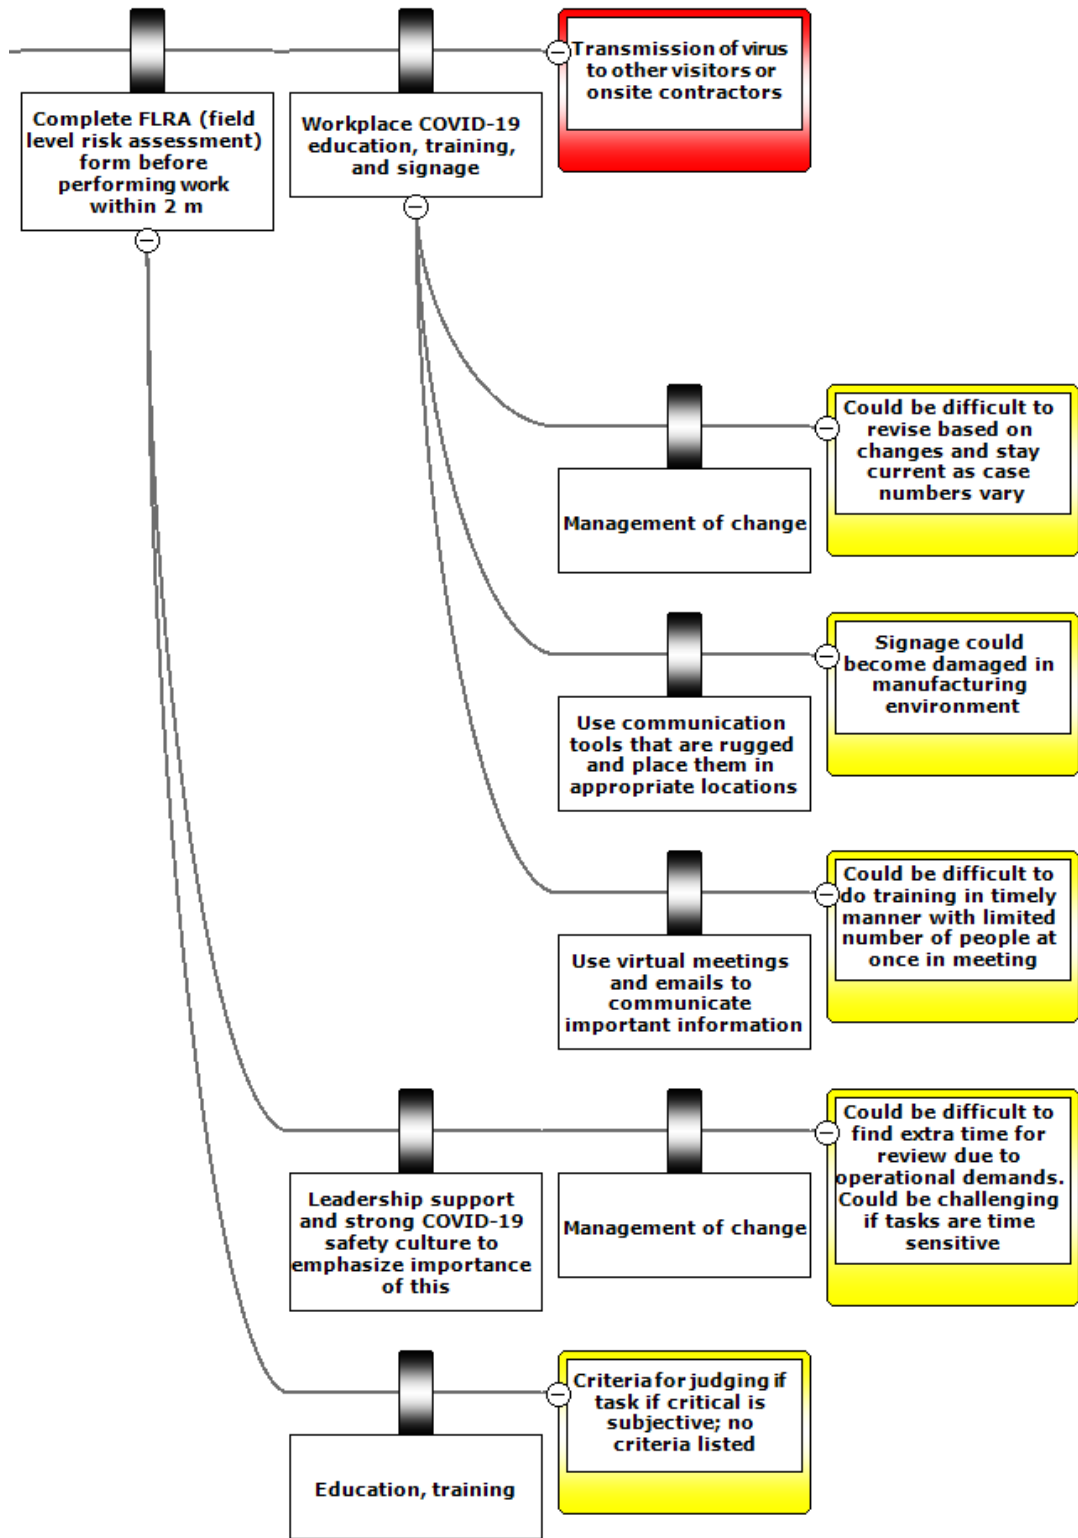 Complete FLRA (field
level risk assessment)
form before
performing work
within 2 m
Workplace COVID-19
education, training,
and signage
Transmission of virus
to other visitors or
onsite contractors
Management of change
Could be difficult to
revise based on
changes and stay
current as case
numbers vary
Use communication
tools that are rugged
and place them in
appropriate locations
Signage could
become damaged in
manufacturing
environment
Use virtual meetings
and emails to
communicate
important information
Could be difficult to
do training in timely
manner with limited
number of people at
once in meeting
Leadership support
and strong COVID-19
safety culture to
emphasize importance
of this
Management of change
Could be difficult to
find extra time for
review due to
operational demands.
Could be challenging
if tasks are time
sensitive
Education, training
Criteria for judging if
task if critical is
subjective; no
criteria listed